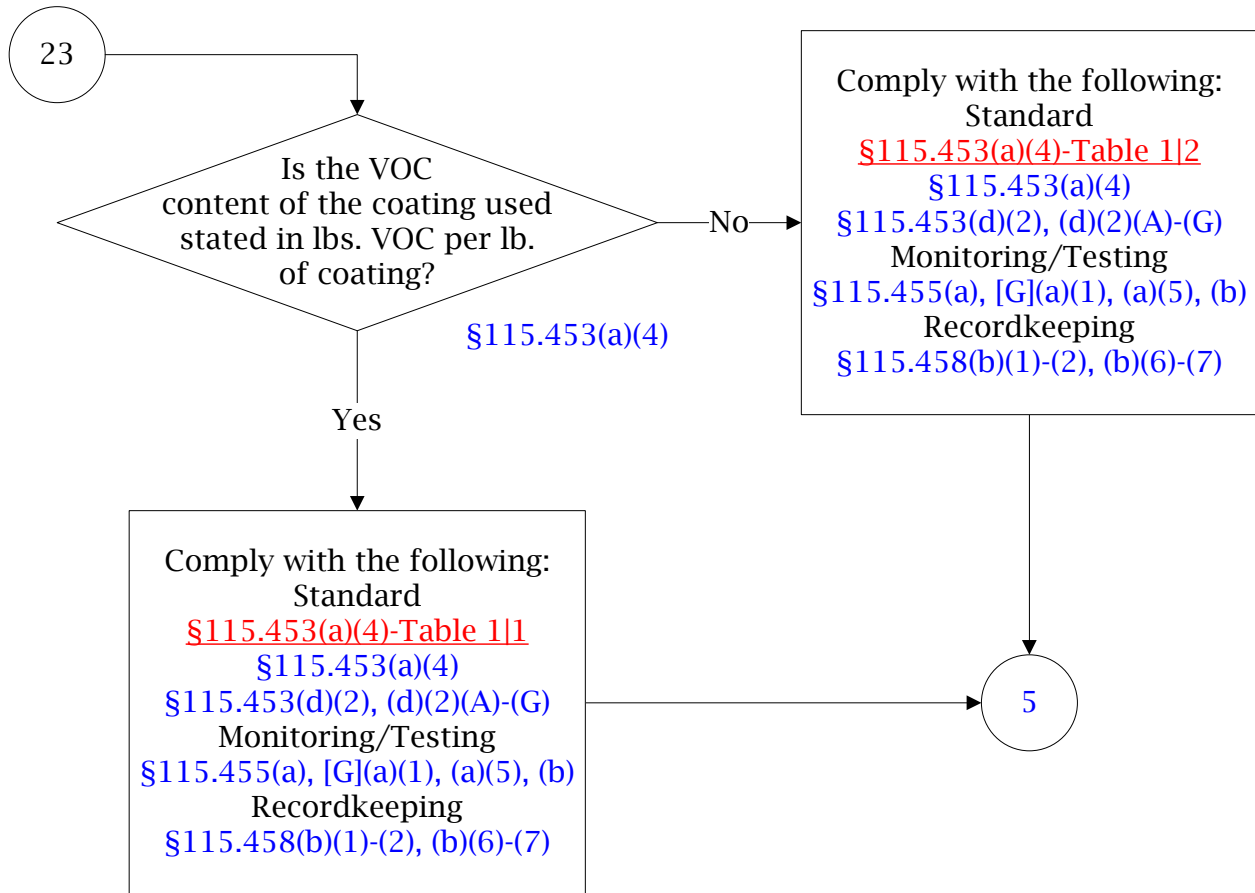 23
Is the VOC
content of the coating used
stated in lbs. VOC per lb.
of coating?
§115.453(a)(4)
No
Comply with the following:
Standard
§115.453(a)(4)-Table 1|2
§115.453(a)(4)
§115.453(d)(2), (d)(2)(A)-(G)
Monitoring/Testing
§115.455(a), [G](a)(1), (a)(5), (b)
Recordkeeping
§115.458(b)(1)-(2), (b)(6)-(7)
Yes
Comply with the following:
Standard
§115.453(a)(4)-Table 1|1
§115.453(a)(4)
§115.453(d)(2), (d)(2)(A)-(G)
Monitoring/Testing
§115.455(a), [G](a)(1), (a)(5), (b)
Recordkeeping
§115.458(b)(1)-(2), (b)(6)-(7)
5